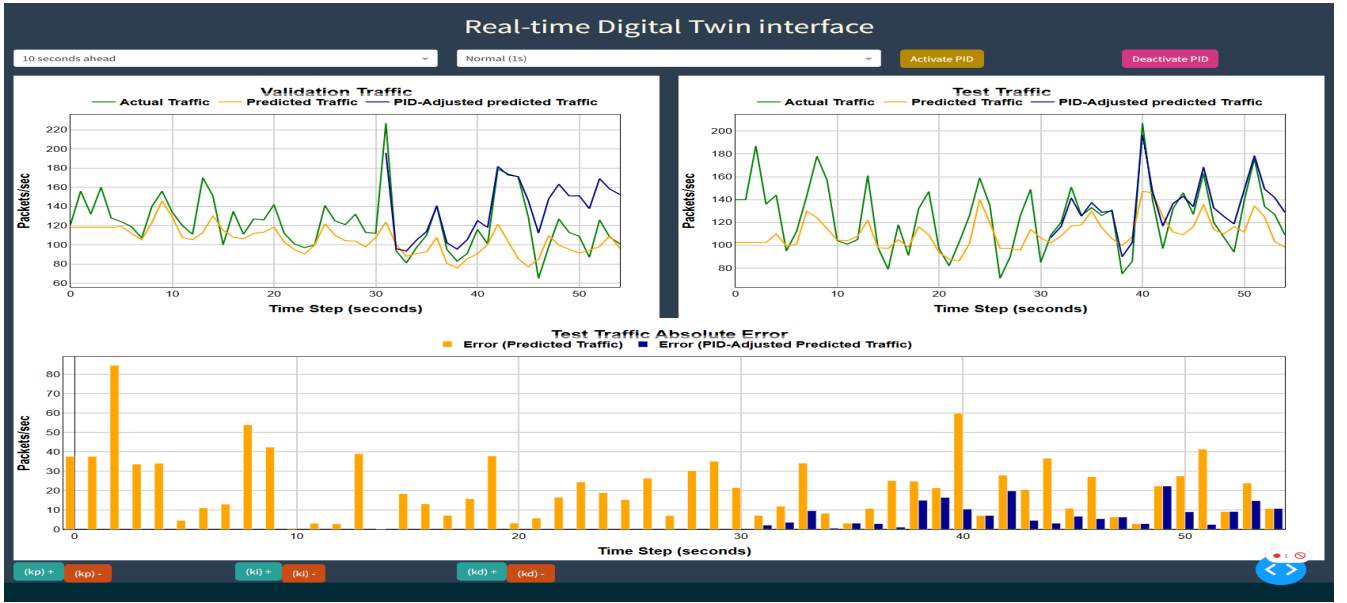 Real-time Digital Twin interface
10 seconds ahead
Normal (1s)
Activate PID
Deactivate PID
Validation Traffic
Actual Traffic Predicted Traffic PID-Adjusted predicted Traffic
220
200
180
160
140
120
100
80
60
Packets/sec
0 10 20 30 40 50
Time Step (seconds)
Test Traffic
Actual Traffic Predicted Traffic PID-Adjusted predicted Traffic
200
180
160
140
120
100
80
Packets/sec
0 10 20 30 40 50
Time Step (seconds)
Test Traffic Absolute Error
Error (Predicted Traffic) Error (PID-Adjusted Predicted Traffic)
80
70
60
50
40
30
20
10
0
Packets/sec
0 10 20 30 40 50
Time Step (seconds)
(kp) + (kp) - (ki) + (ki) - (kd) + (kd) -
1